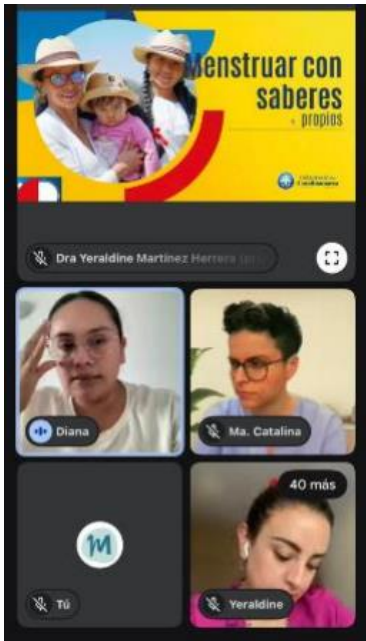 Menstruar con
saberes
propios
Dra Yeraldine Martínez Herrera
Diana
Ma. Catalina
40 más
M
Tú
Yeraldine